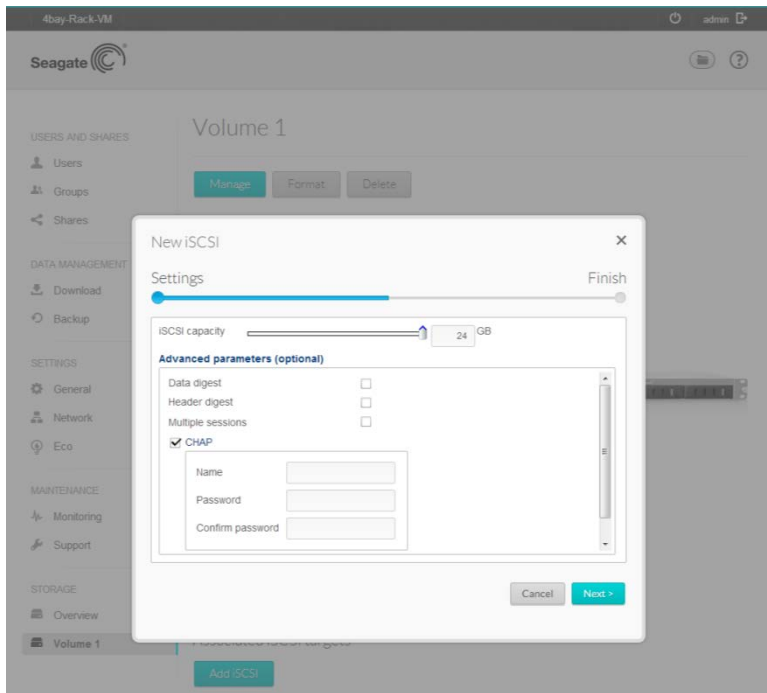 4bay-Rack-VM
admin
Seagate
?
USERS AND SHARES
Users
Groups
Shares
DATA MANAGEMENT
Download
Backup
SETTINGS
General
Network
Eco
MAINTENANCE
Monitoring
Support
STORAGE
Overview
Volume 1
Volume 1
Manage Format Delete
New iSCSI
Settings Finish
iSCSI capacity 24 GB
Advanced parameters (optional)
Data digest
Header digest
Multiple sessions
CHAP
Name
Password
Confirm password
Cancel Next >
Associated iSCSI targets
Add iSCSI